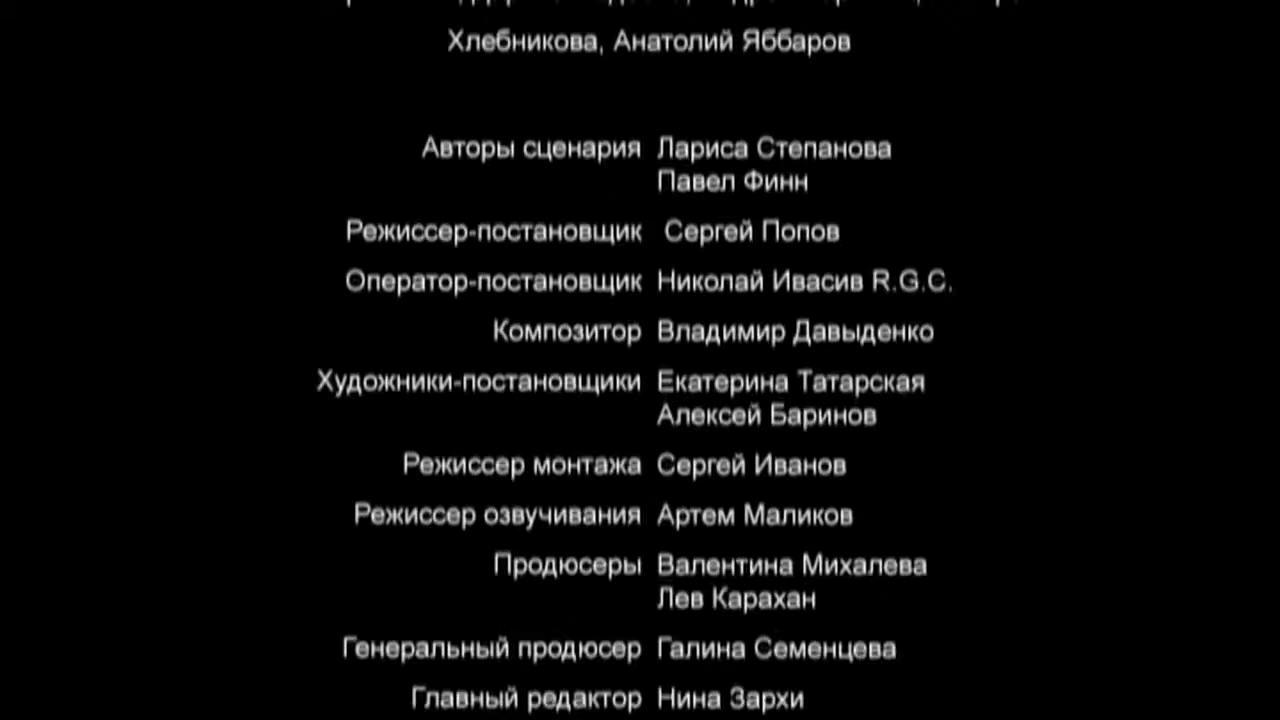 Хлебникова, Анатолий Яббаров
Авторы сценария Лариса Степанова
Павел Финн
Режиссер-постановщик Сергей Попов
Оператор-постановщик Николай Ивасив R.G.C.
Композитор Владимир Давыденко
Художники-постановщики Екатерина Татарская
Алексей Баринов
Режиссер монтажа Сергей Иванов
Режиссер озвучивания Артем Маликов
Продюсеры Валентина Михалева
Лев Карахан
Генеральный продюсер Галина Семенцева
Главный редактор Нина Зархи